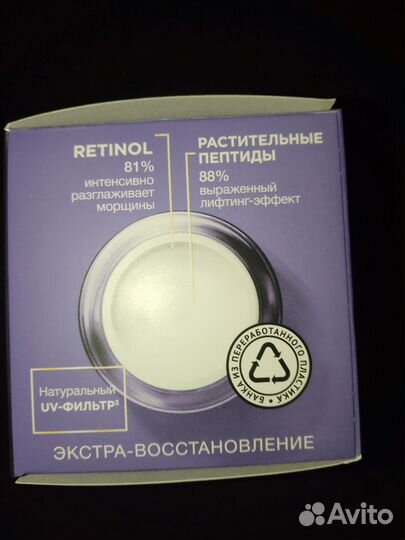 RETINOL
81%
интенсивно
разглаживает
морщины
РАСТИТЕЛЬНЫЕ
ПЕПТИДЫ
88%
выраженный
лифтинг-эффект
БАНКА ИЗ ПЕРЕРАБОТАННОГО ПЛАСТИКА
Натуральный
UV-ФИЛЬТР³
ЭКСТРА-ВОССТАНОВЛЕНИЕ
Avito